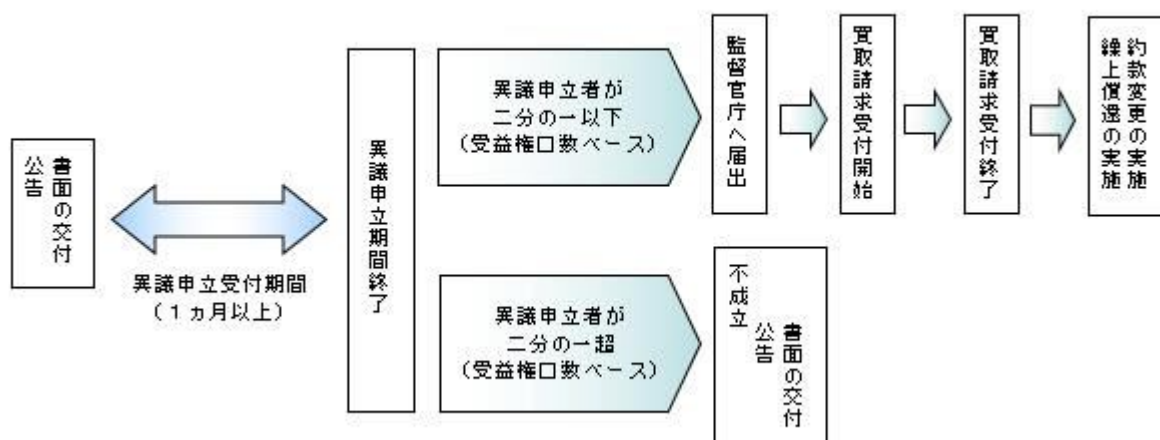 書面の交付
公告
異議申立受付期間
（１ヵ月以上）
異議申立期間終了
異議申立者が
二分の一以下
（受益権口数ベース）
監督官庁へ届出
買取請求受付開始
買取請求受付終了
約款変更の実施
繰上償還の実施
異議申立者が
二分の一超
（受益権口数ベース）
不成立
書面の交付
公告